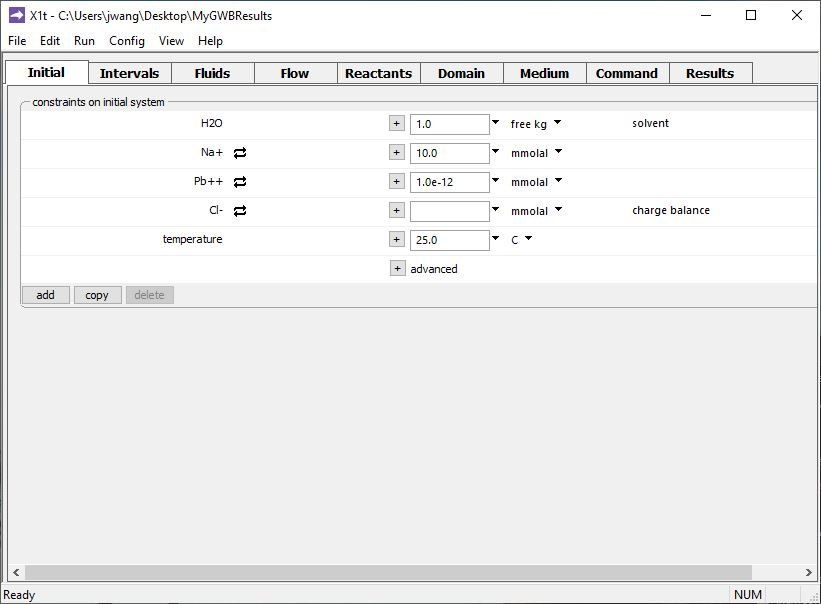 X1t - C:\Users\jwang\Desktop\MyGWBResults
File Edit Run Config View Help
Initial Intervals Fluids Flow Reactants Domain Medium Command Results
constraints on initial system
H2O + 1.0 free kg solvent
Na+ + 10.0 mmolal
Pb++ + 1.0e-12 mmolal
Cl- + mmolal charge balance
temperature + 25.0 C
+ advanced
add copy delete
Ready NUM